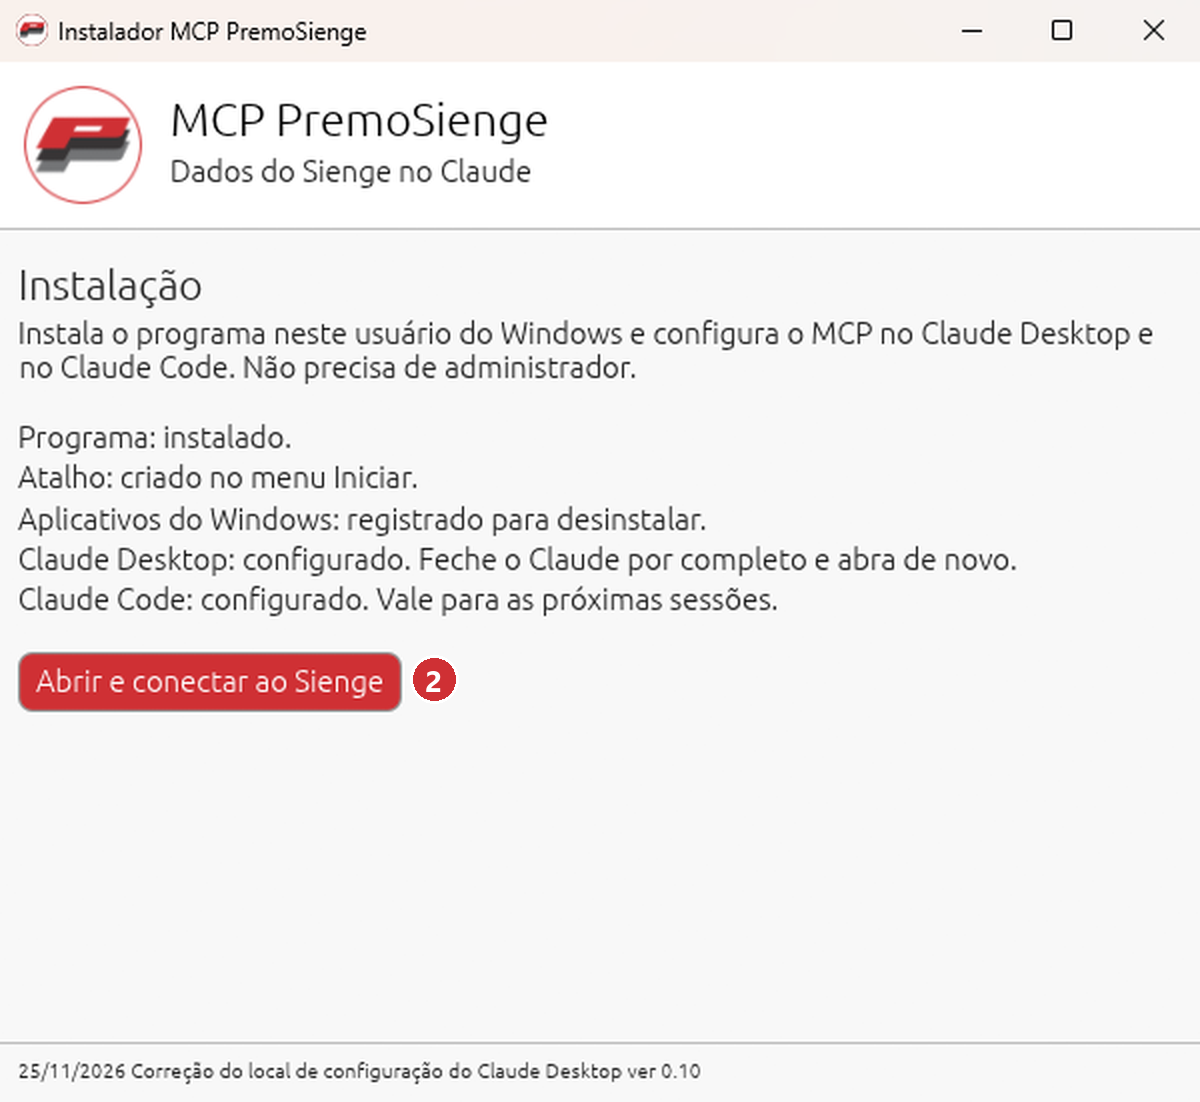 Instalador MCP PremoSienge
MCP PremoSienge
Dados do Sienge no Claude
Instalação
Instala o programa neste usuário do Windows e configura o MCP no Claude Desktop e
no Claude Code. Não precisa de administrador.
Programa: instalado.
Atalho: criado no menu Iniciar.
Aplicativos do Windows: registrado para desinstalar.
Claude Desktop: configurado. Feche o Claude por completo e abra de novo.
Claude Code: configurado. Vale para as próximas sessões.
Abrir e conectar ao Sienge 2
25/11/2026 Correção do local de configuração do Claude Desktop ver 0.10